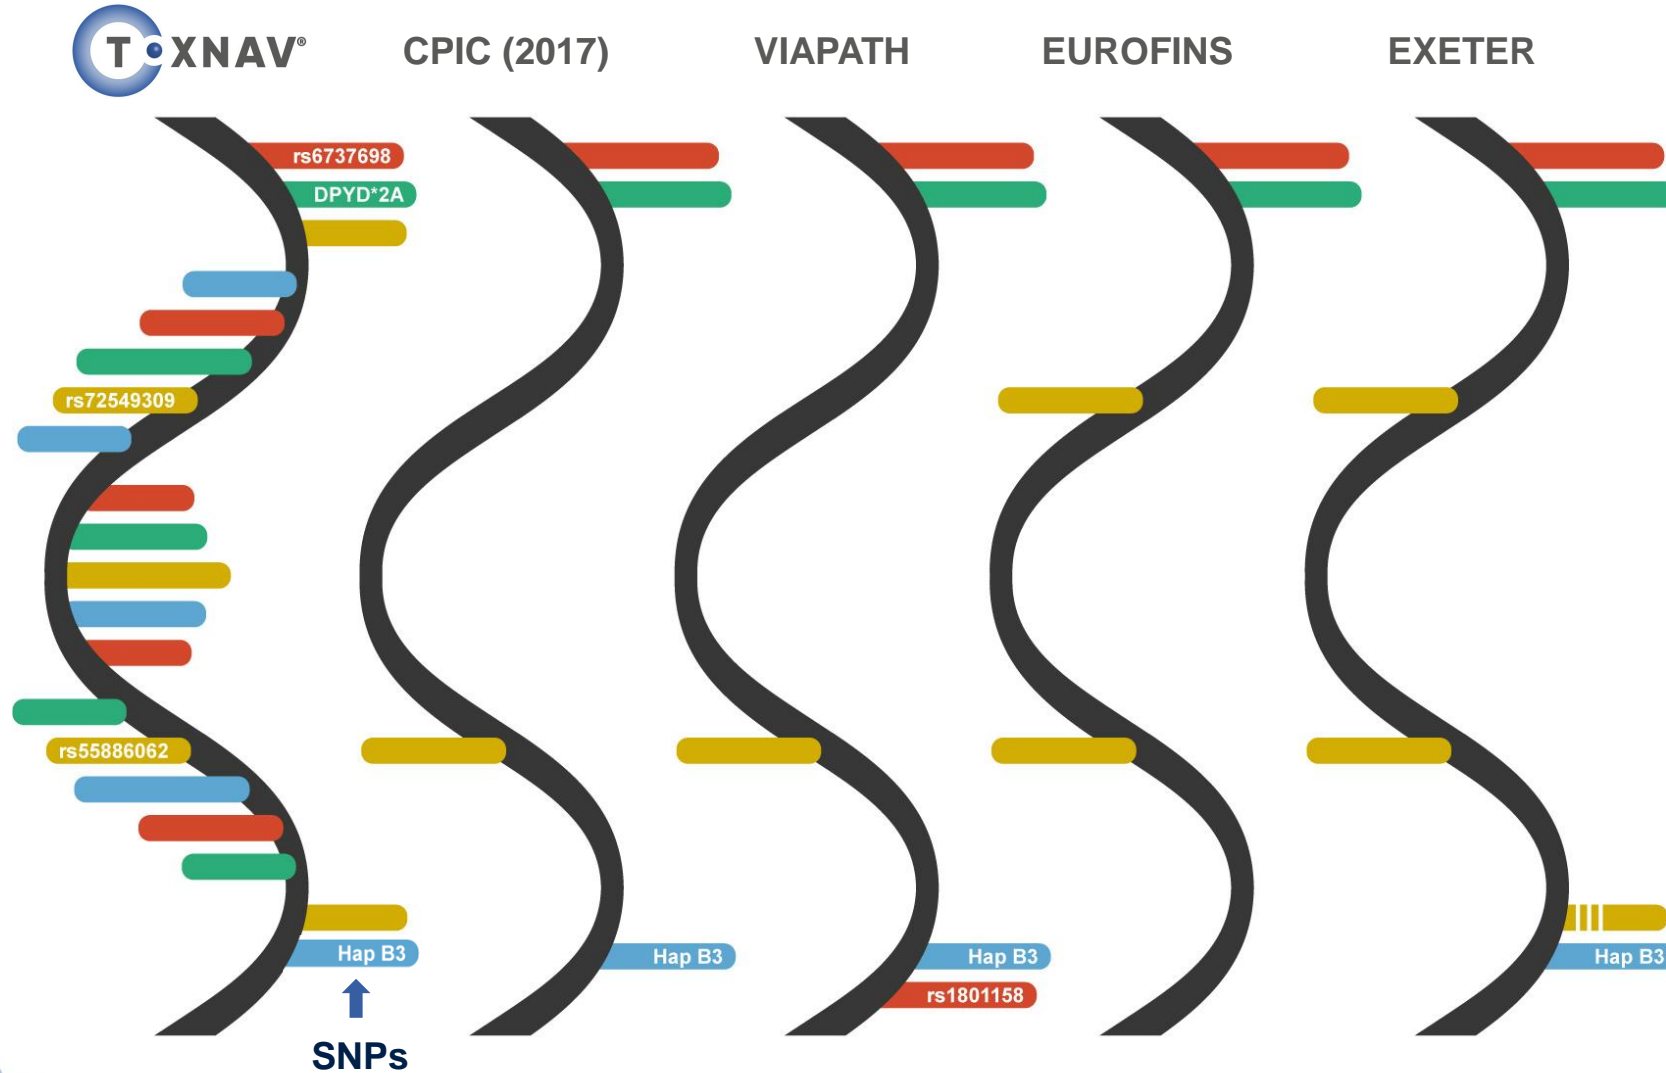 TOXNAV®
CPIC (2017)
VIAPATH
EUROFINS
EXETER
rs6737698
DPYD*2A
rs72549309
rs55886062
Hap B3
Hap B3
Hap B3
Hap B3
rs1801158
SNPs